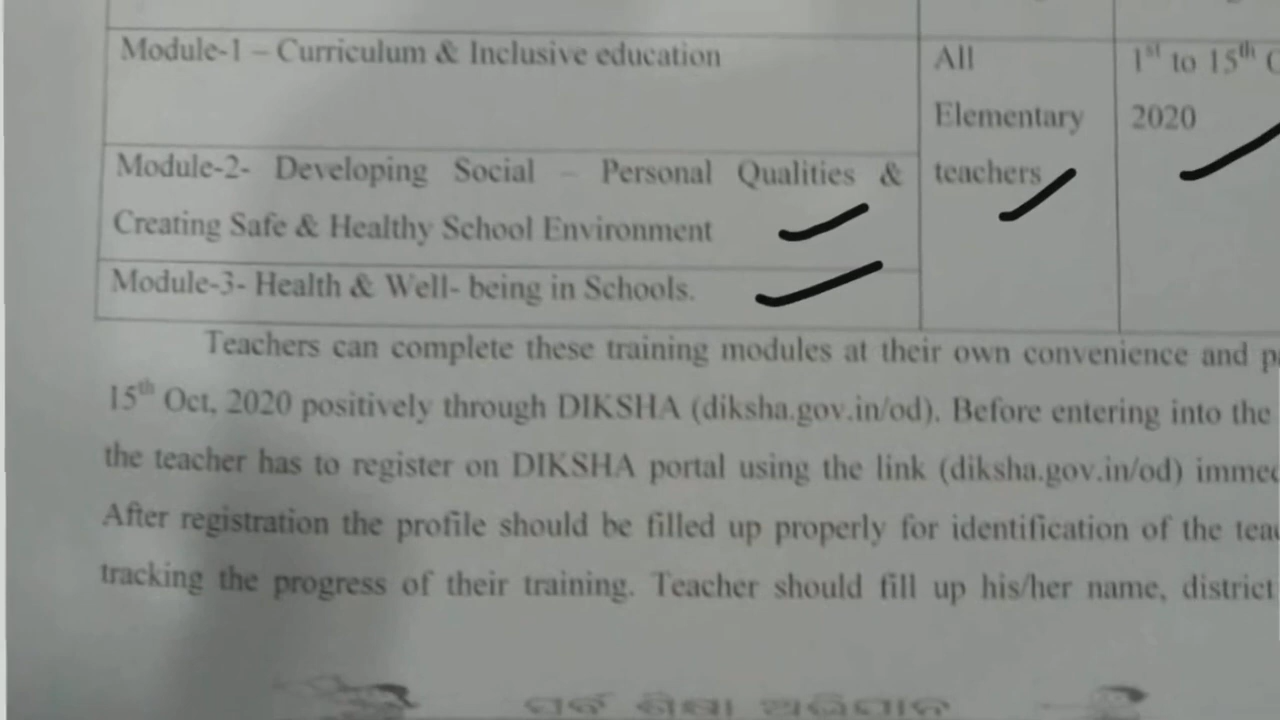 Module-1 – Curriculum & Inclusive education
All
Elementary
teachers
1st to 15th
2020
Module-2- Developing Social – Personal Qualities &
Creating Safe & Healthy School Environment
Module-3- Health & Well- being in Schools.
Teachers can complete these training modules at their own convenience and
15th Oct, 2020 positively through DIKSHA (diksha.gov.in/od). Before entering into the
the teacher has to register on DIKSHA portal using the link (diksha.gov.in/od)
After registration the profile should be filled up properly for identification of the
tracking the progress of their training. Teacher should fill up his/her name, district